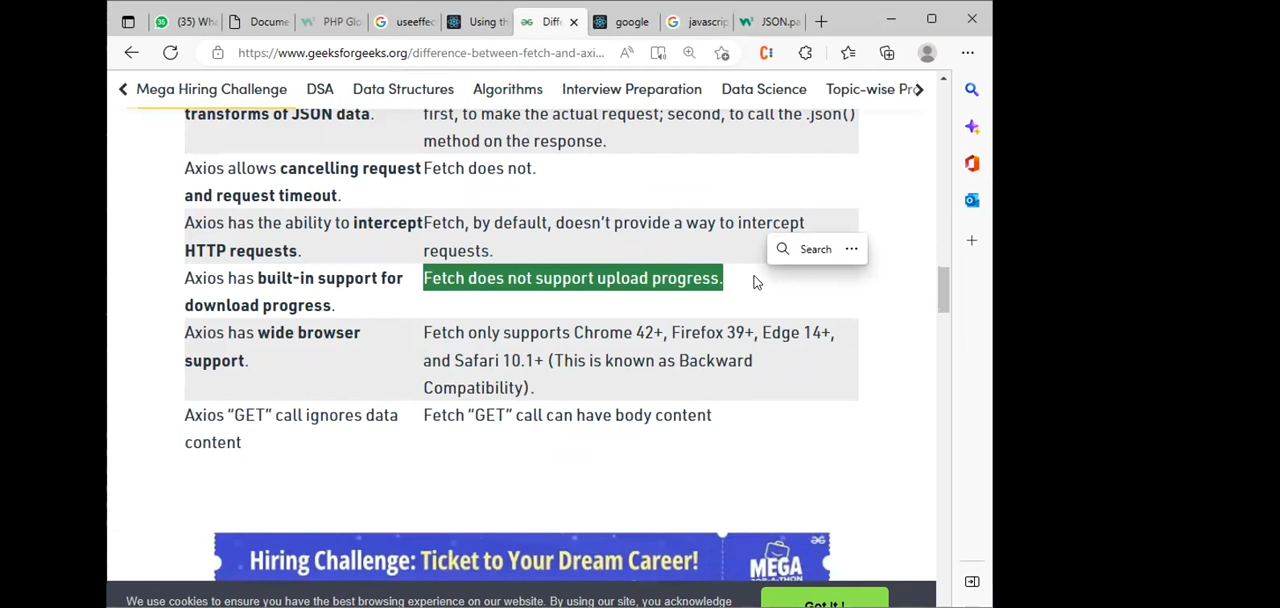 (35) Wha
Docume
PHP Glo
useeffec
Using th
Diffe
google
javascrip
JSON.pa
https://www.geeksforgeeks.org/difference-between-fetch-and-axi...
Mega Hiring Challenge
DSA
Data Structures
Algorithms
Interview Preparation
Data Science
Topic-wise Pra
transforms of JSON data.
first, to make the actual request; second, to call the .json()
method on the response.
Axios allows cancelling request
and request timeout.
Fetch does not.
Axios has the ability to intercept
HTTP requests.
Fetch, by default, doesn’t provide a way to intercept
requests.
Search
Axios has built-in support for
download progress.
Fetch does not support upload progress.
Axios has wide browser
support.
Fetch only supports Chrome 42+, Firefox 39+, Edge 14+,
and Safari 10.1+ (This is known as Backward
Compatibility).
Axios “GET” call ignores data
content
Fetch “GET” call can have body content
Hiring Challenge: Ticket to Your Dream Career!
MEGA
We use cookies to ensure you have the best browsing experience on our website. By using our site, you acknowledge
Got It !